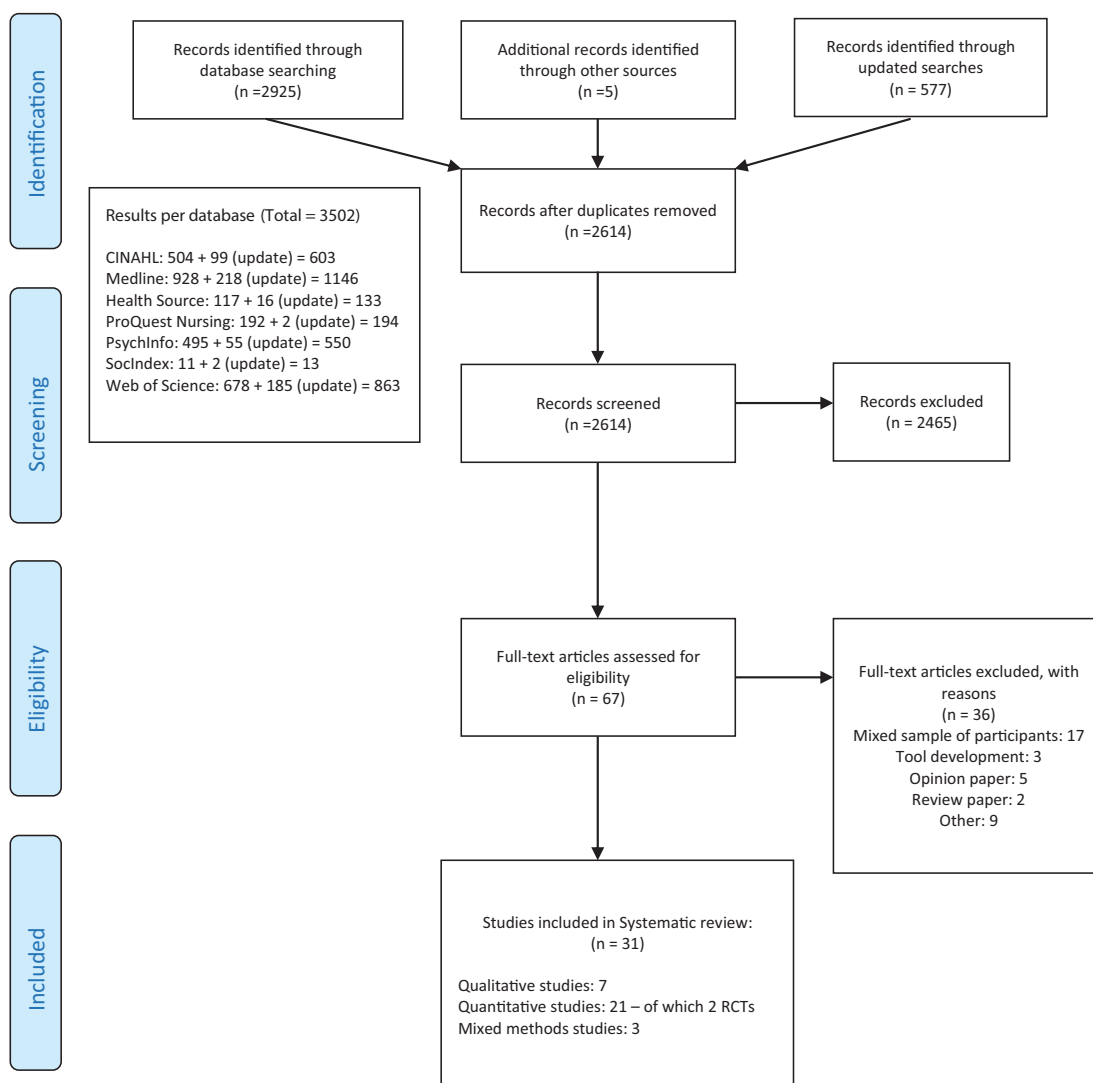 Identification
Records identified through
database searching
(n =2925)
Additional records identified
through other sources
(n =5)
Records identified through
updated searches
(n = 577)
Results per database (Total = 3502)
CINAHL: 504 + 99 (update) = 603
Medline: 928 + 218 (update) = 1146
Health Source: 117 + 16 (update) = 133
ProQuest Nursing: 192 + 2 (update) = 194
PsychInfo: 495 + 55 (update) = 550
SocIndex: 11 + 2 (update) = 13
Web of Science: 678 + 185 (update) = 863
Records after duplicates removed
(n =2614)
Screening
Records screened
(n =2614)
Records excluded
(n = 2465)
Eligibility
Full-text articles assessed for
eligibility
(n = 67)
Full-text articles excluded, with
reasons
(n = 36)
Mixed sample of participants: 17
Tool development: 3
Opinion paper: 5
Review paper: 2
Other: 9
Included
Studies included in Systematic review:
(n = 31)
Qualitative studies: 7
Quantitative studies: 21 – of which 2 RCTs
Mixed methods studies: 3